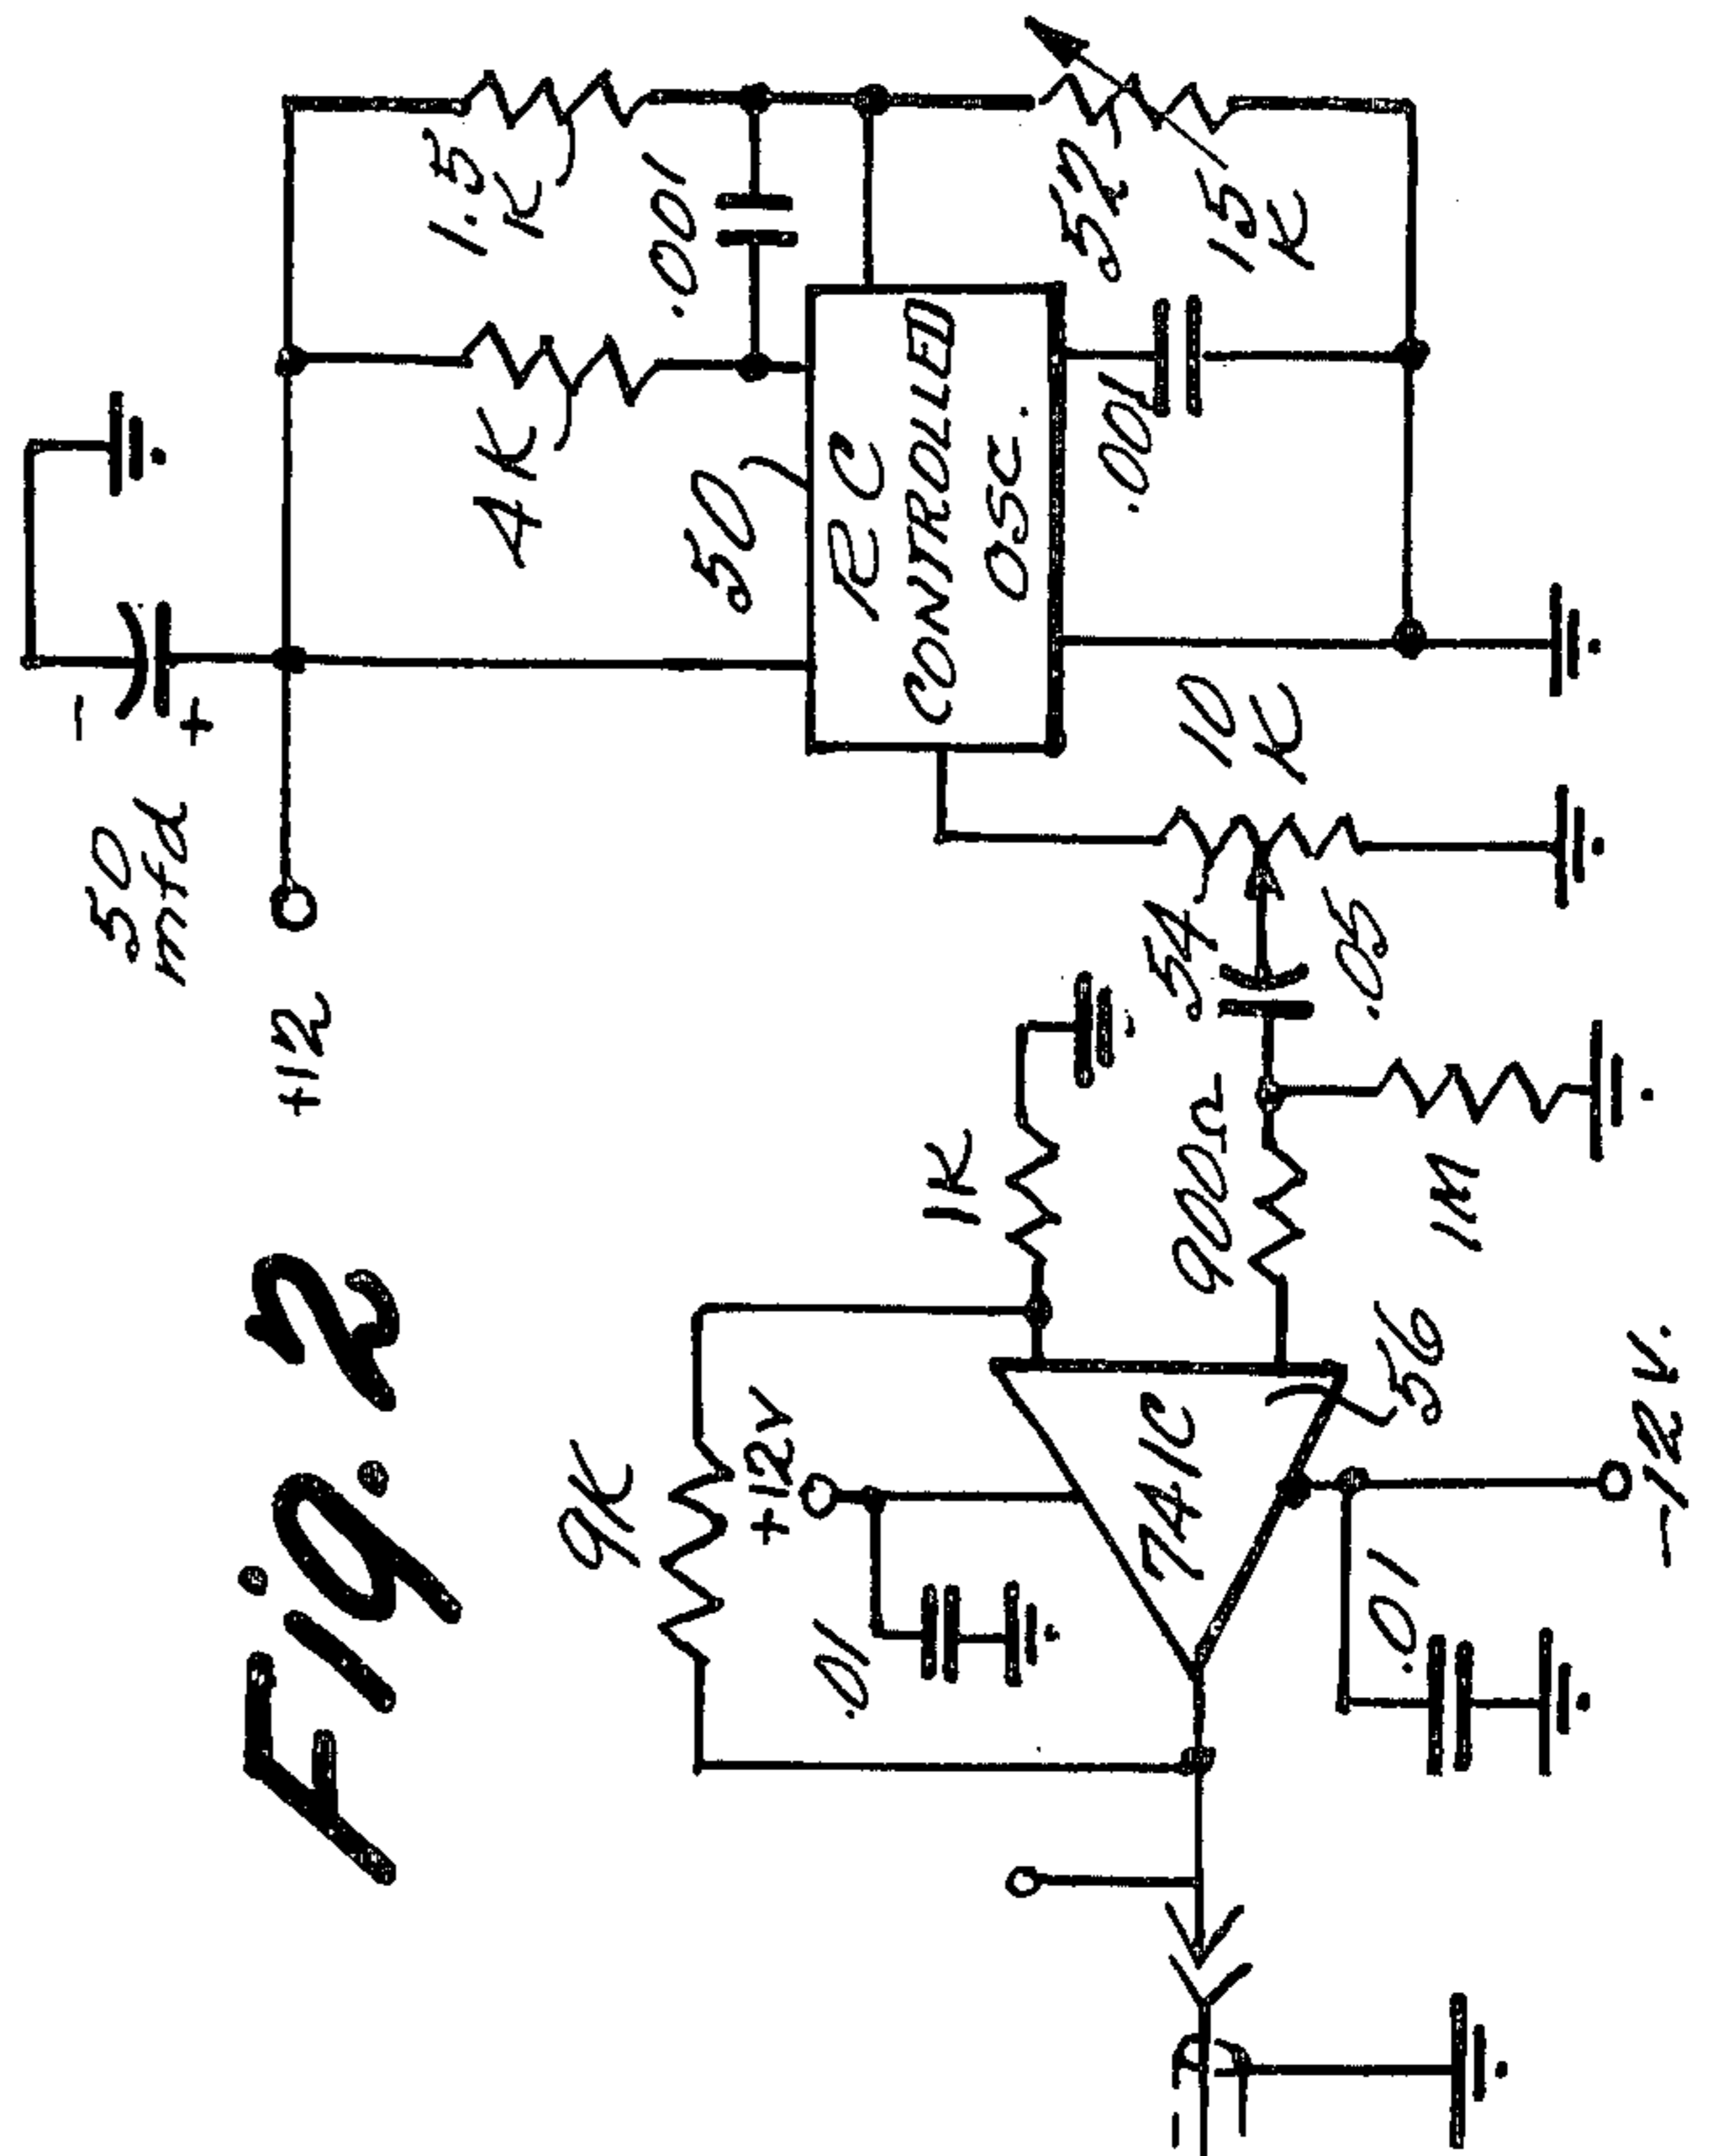 Fig. 2
50
mfd
-
+
+12
1.5
K
4K
.001
50
RC
CONTROLLED
OSC.
52
15
K
.001
10
K
54
.05
1K
900Ω
1M
9K
+12V
.01
741C
56
.01
-12V.